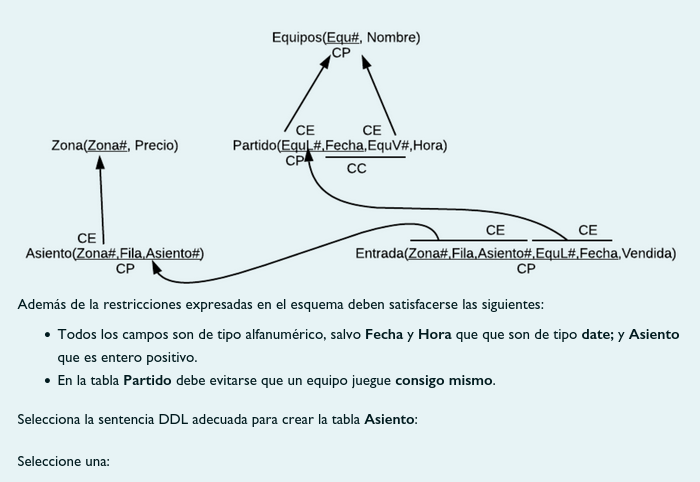 Equipos(Equ#, Nombre)
CP
CE CE
Zona(Zona#, Precio) Partido(EquL#,Fecha,EquV#,Hora)
CP CC
CE CE CE
Asiento(Zona#,Fila,Asiento#) Entrada(Zona#,Fila,Asiento#,EquL#,Fecha,Vendida)
CP CP
Además de la restricciones expresadas en el esquema deben satisfacerse las siguientes:
• Todos los campos son de tipo alfanumérico, salvo Fecha y Hora que que son de tipo date; y Asiento
que es entero positivo.
• En la tabla Partido debe evitarse que un equipo juegue consigo mismo.
Selecciona la sentencia DDL adecuada para crear la tabla Asiento:
Seleccione una: